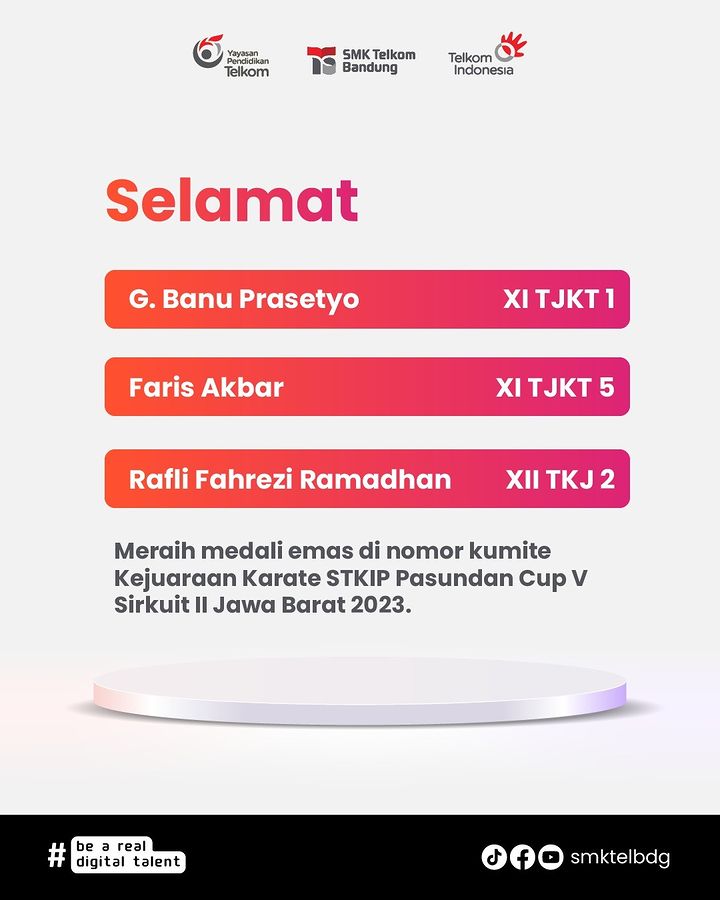 Yayasan
Pendidikan
Telkom
SMK Telkom
Bandung
Telkom
Indonesia
Selamat
G. Banu Prasetyo XI TJKT 1
Faris Akbar XI TJKT 5
Rafli Fahrezi Ramadhan XII TKJ 2
Meraih medali emas di nomor kumite
Kejuaraan Karate STKIP Pasundan Cup V
Sirkuit II Jawa Barat 2023.
# be a real
digital talent
smktelbdg